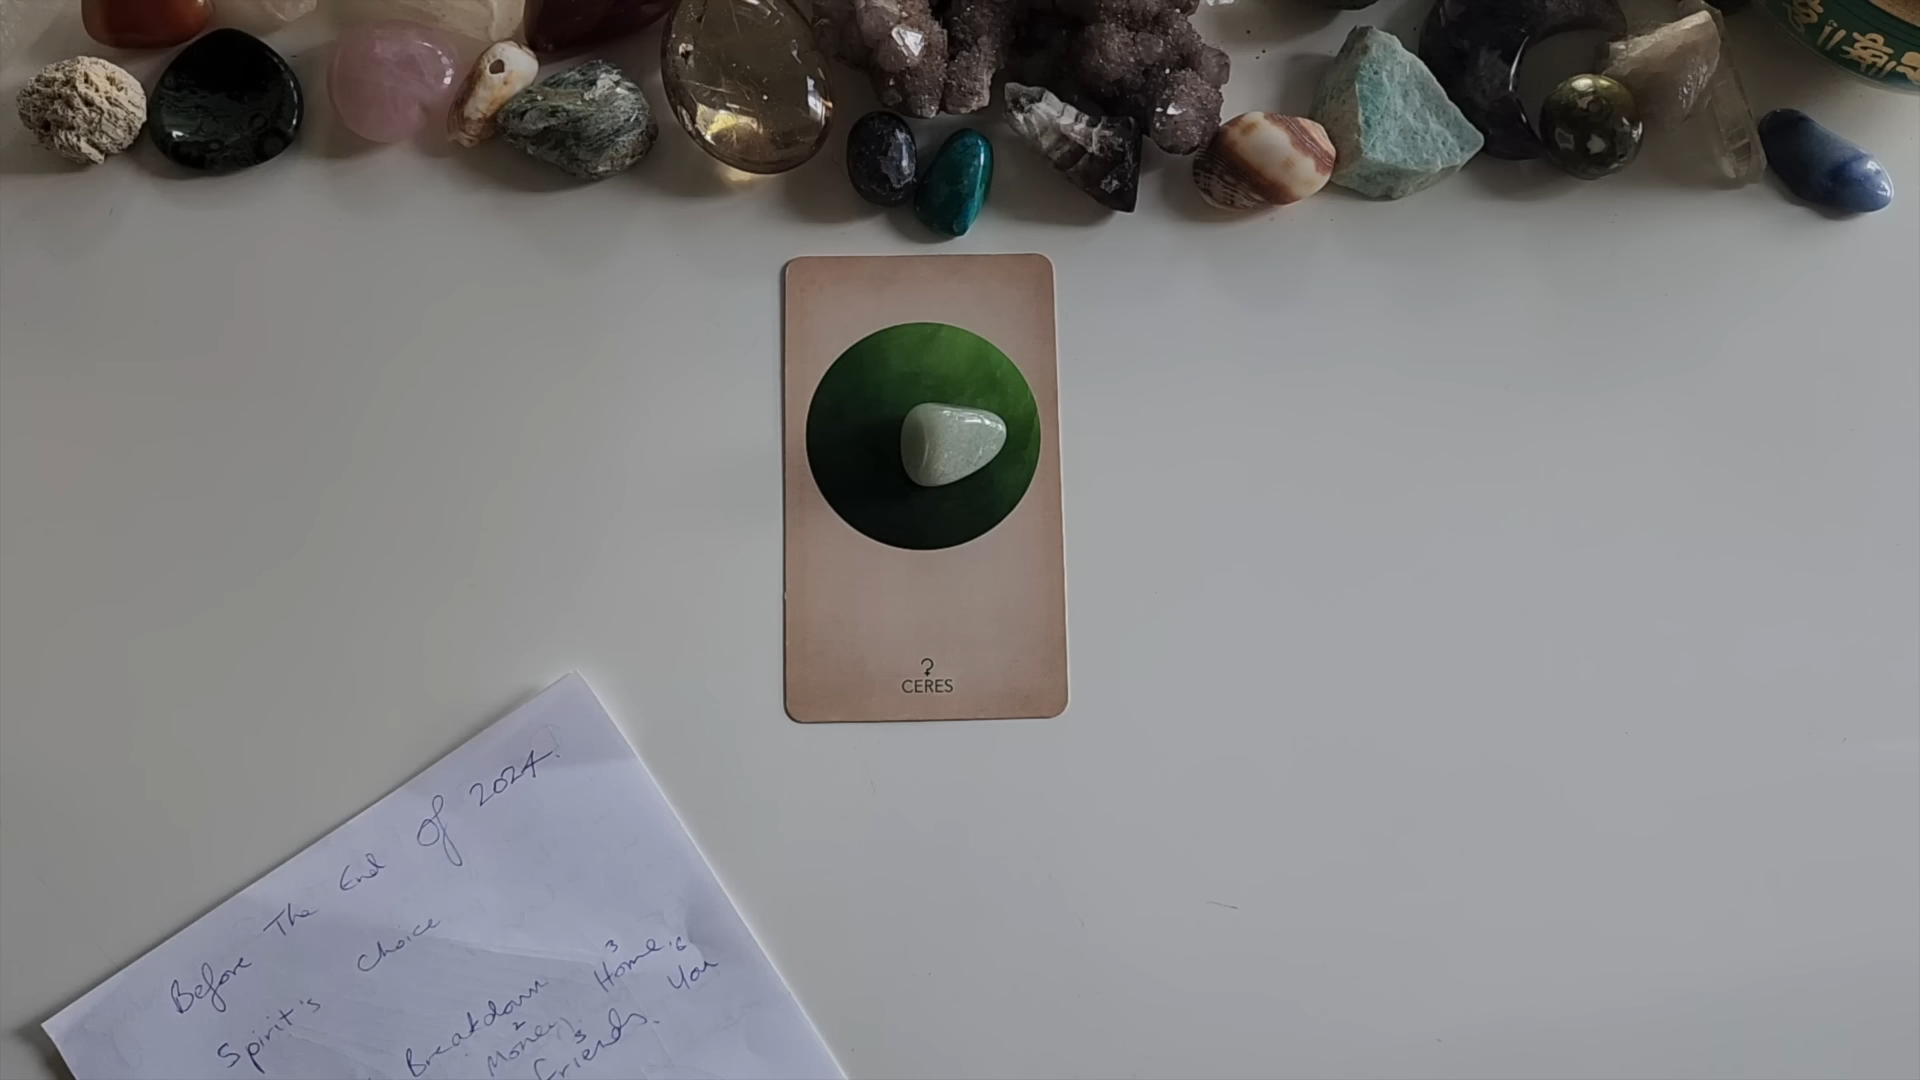 CERES
Before The End Of 2024.
Spirit's choice
Breakdown Home
Money
Friends. You